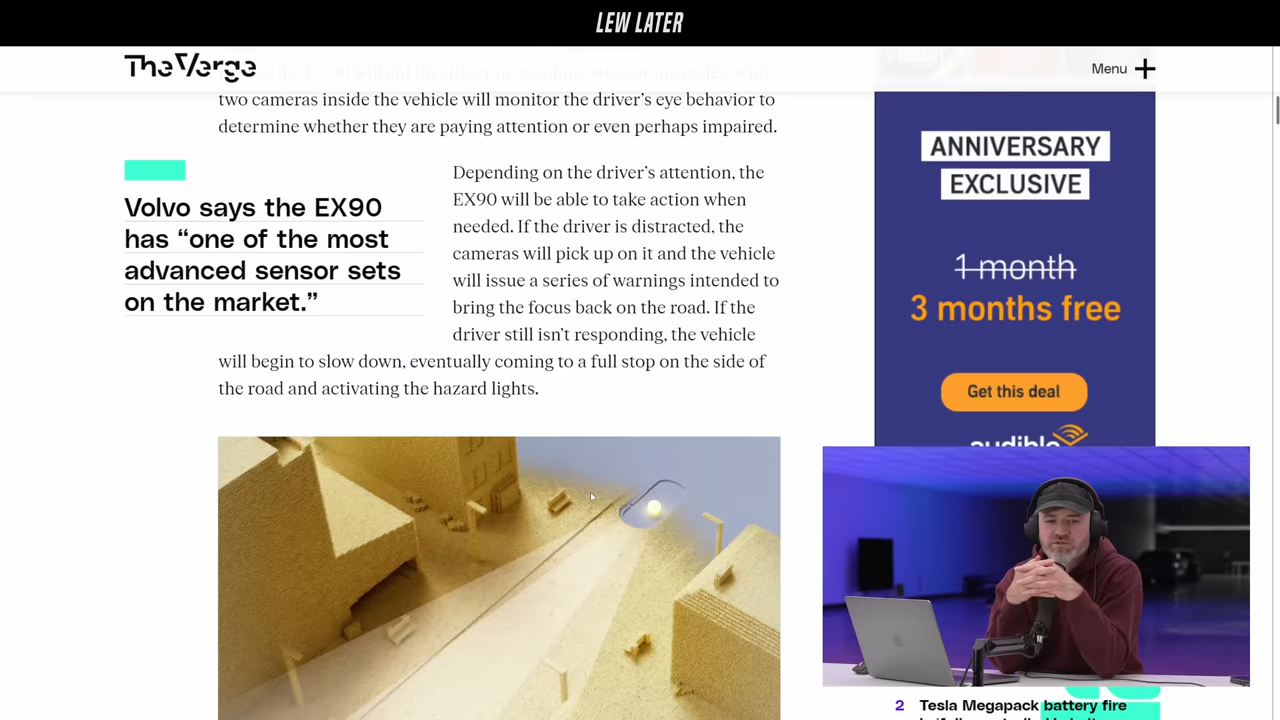 LEW LATER
The Verge
Menu
two cameras inside the vehicle will monitor the driver’s eye behavior to
determine whether they are paying attention or even perhaps impaired.
Volvo says the EX90
has “one of the most
advanced sensor sets
on the market.”
Depending on the driver’s attention, the
EX90 will be able to take action when
needed. If the driver is distracted, the
cameras will pick up on it and the vehicle
will issue a series of warnings intended to
bring the focus back on the road. If the
driver still isn’t responding, the vehicle
will begin to slow down, eventually coming to a full stop on the side of
the road and activating the hazard lights.
ANNIVERSARY
EXCLUSIVE
1 month
3 months free
Get this deal
audible
2 Tesla Megapack battery fire